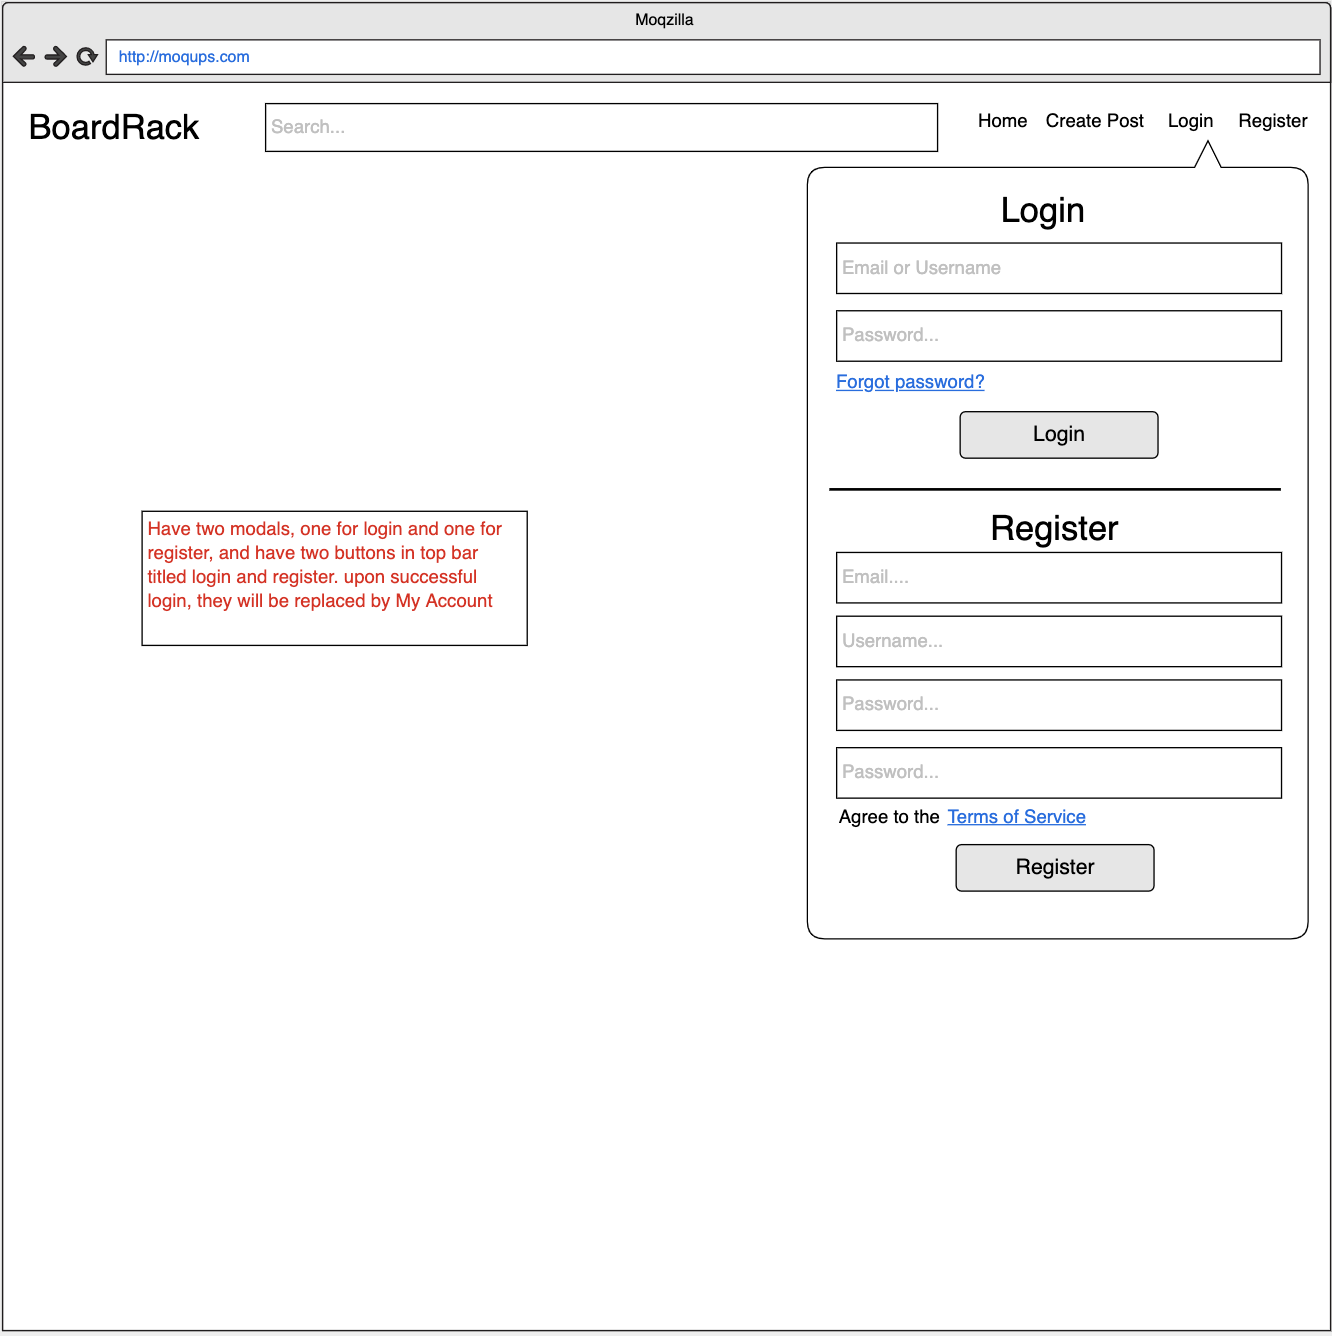 Moqzilla
http://moqups.com
BoardRack
Search...
Home
Create Post
Login
Register
Login
Email or Username
Password...
Forgot password?
Login
Register
Email....
Username...
Password...
Password...
Agree to the Terms of Service
Register
Have two modals, one for login and one for
register, and have two buttons in top bar
titled login and register. upon successful
login, they will be replaced by My Account